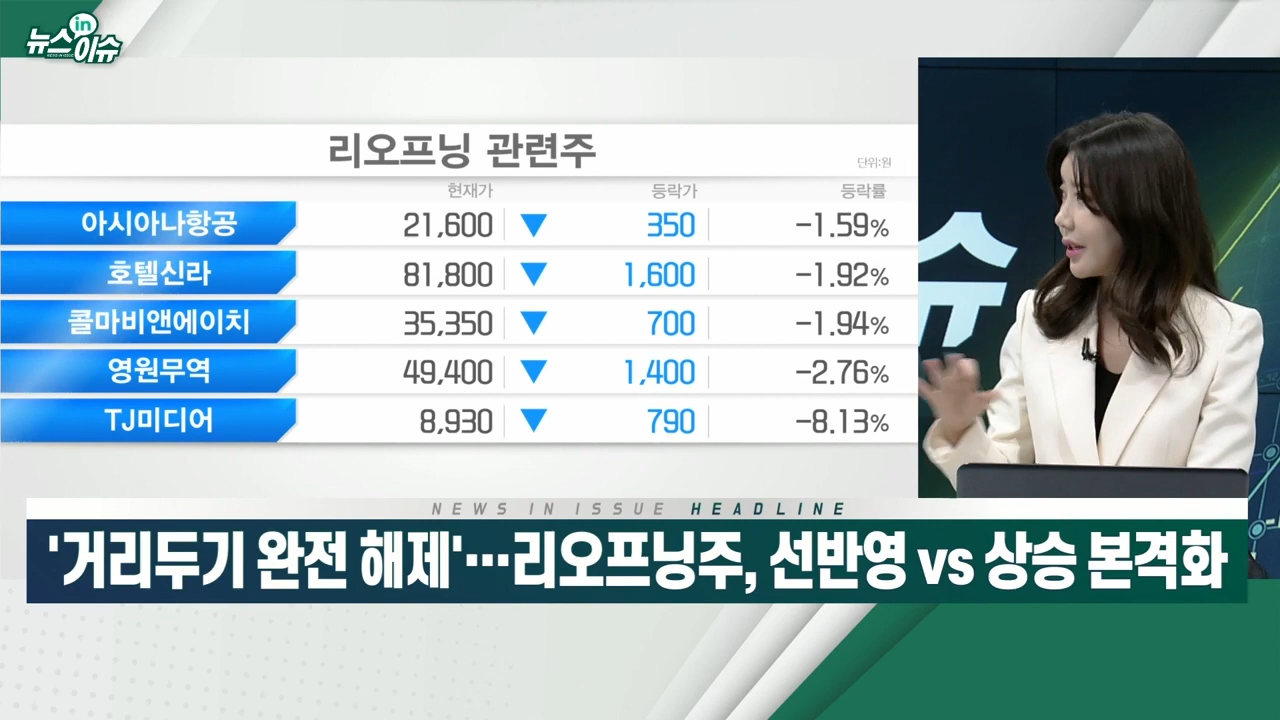 뉴스in이슈
NEWS IN ISSUE
리오프닝 관련주
단위:원
현재가 등락가 등락률
아시아나항공 21,600 ▼ 350 -1.59%
호텔신라 81,800 ▼ 1,600 -1.92%
콜마비앤에이치 35,350 ▼ 700 -1.94%
영원무역 49,400 ▼ 1,400 -2.76%
TJ미디어 8,930 ▼ 790 -8.13%
슈
NEWS IN ISSUE HEADLINE
'거리두기 완전 해제'…리오프닝주, 선반영 vs 상승 본격화